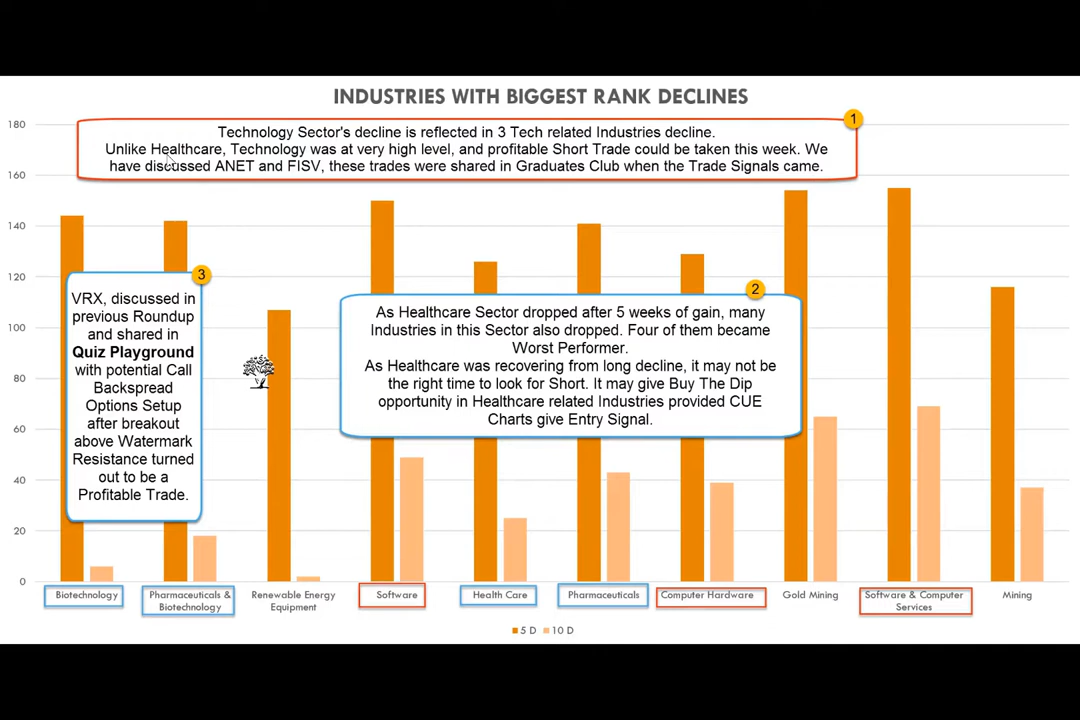 INDUSTRIES WITH BIGGEST RANK DECLINES
1
Technology Sector's decline is reflected in 3 Tech related Industries decline.
Unlike Healthcare, Technology was at very high level, and profitable Short Trade could be taken this week. We
have discussed ANET and FISV, these trades were shared in Graduates Club when the Trade Signals came.
3
VRX, discussed in
previous Roundup
and shared in
Quiz Playground
with potential Call
Backspread
Options Setup
after breakout
above Watermark
Resistance turned
out to be a
Profitable Trade.
2
As Healthcare Sector dropped after 5 weeks of gain, many
Industries in this Sector also dropped. Four of them became
Worst Performer.
As Healthcare was recovering from long decline, it may not be
the right time to look for Short. It may give Buy The Dip
opportunity in Healthcare related Industries provided CUE
Charts give Entry Signal.
180
160
140
120
100
80
60
40
20
0
Biotechnology
Pharmaceuticals &
Biotechnology
Renewable Energy
Equipment
Software
Health Care
Pharmaceuticals
Computer Hardware
Gold Mining
Software & Computer
Services
Mining
5 D
10 D